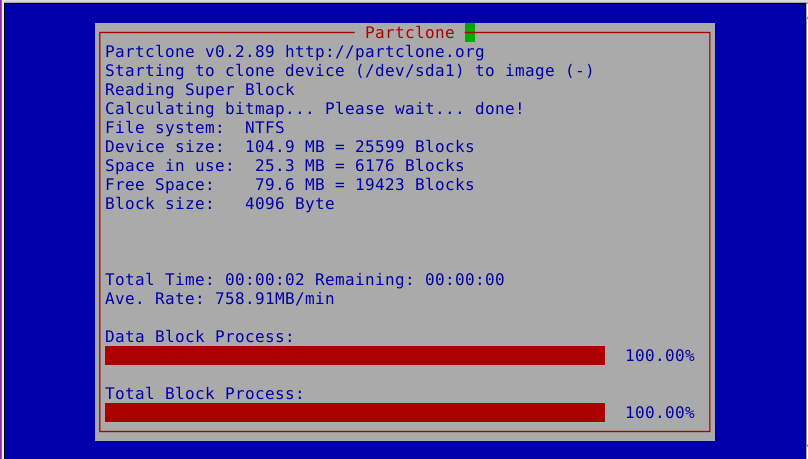 Partclone
Partclone v0.2.89 http://partclone.org
Starting to clone device (/dev/sda1) to image (-)
Reading Super Block
Calculating bitmap... Please wait... done!
File system:  NTFS
Device size:  104.9 MB = 25599 Blocks
Space in use:  25.3 MB = 6176 Blocks
Free Space:    79.6 MB = 19423 Blocks
Block size:   4096 Byte
Total Time: 00:00:02 Remaining: 00:00:00
Ave. Rate: 758.91MB/min
Data Block Process:
100.00%
Total Block Process:
100.00%